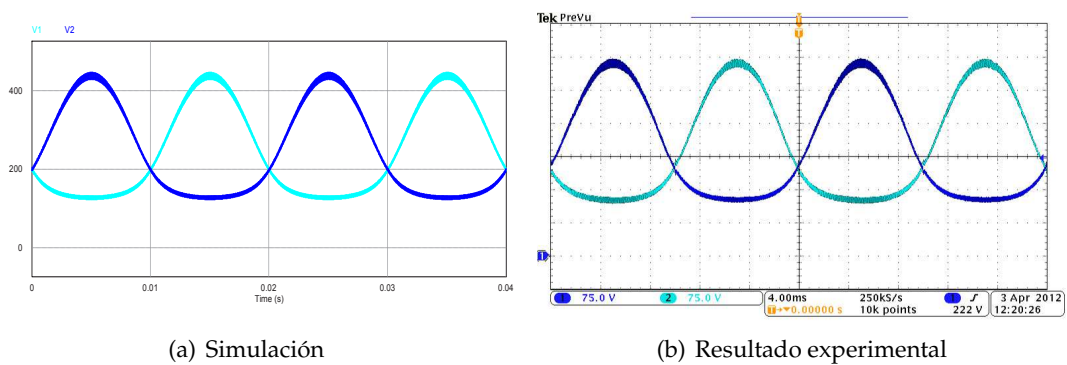 V1 V2
400
200
0
0 0.01 0.02 0.03 0.04
Time (s)
(a) Simulación
Tek PreVu
T
T
1
1 75.0 V 2 75.0 V
4.00ms 250kS/s 1 3 Apr 2012
T→▼0.00000 s 10k points 222 V 12:20:26
(b) Resultado experimental